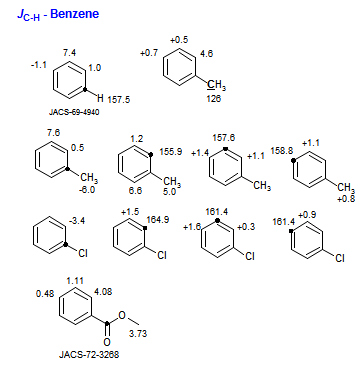 J C-H - Benzene
7.4
-1.1
1.0
H
157.5
JACS-69-4940
+0.5
+0.7
4.6
CH3
126
7.6
0.5
CH3
-6.0
1.2
155.9
CH3
6.6
5.0
157.6
+1.4
+1.1
CH3
158.8
+1.1
CH3
+0.8
-3.4
Cl
+1.5
164.9
Cl
161.4
+1.6
+0.3
Cl
161.4
+0.9
Cl
1.11
0.48
4.08
O
O
3.73
JACS-72-3268